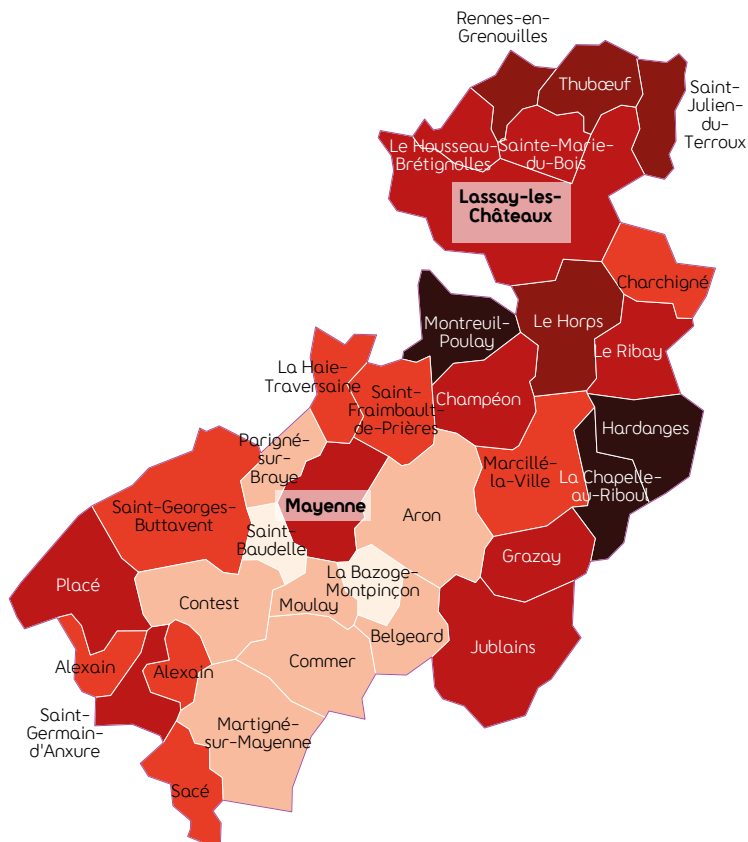 Rennes-en-
Grenouilles
Thubœuf
Saint-
Julien-
du-
Terroux
Le Housseau-
Brétignolles
Sainte-Marie-
du-Bois
Lassay-les-
Châteaux
Charchigné
Montreuil-
Poulay
Le Horps
Le Ribay
La Haie-
Traversaine
Saint-
Fraimbault-
de-Prières
Champéon
Hardanges
Parigné-
sur-
Braye
Marcillé-
la-Ville
La Chapelle-
au-Riboul
Saint-Georges-
Buttavent
Mayenne
Aron
Saint-
Baudelle
Grazay
La Bazoge-
Montpinçon
Placé
Contest
Moulay
Belgeard
Jublains
Alexain
Alexain
Commer
Saint-
Germain-
d'Anxure
Martigné-
sur-Mayenne
Sacé